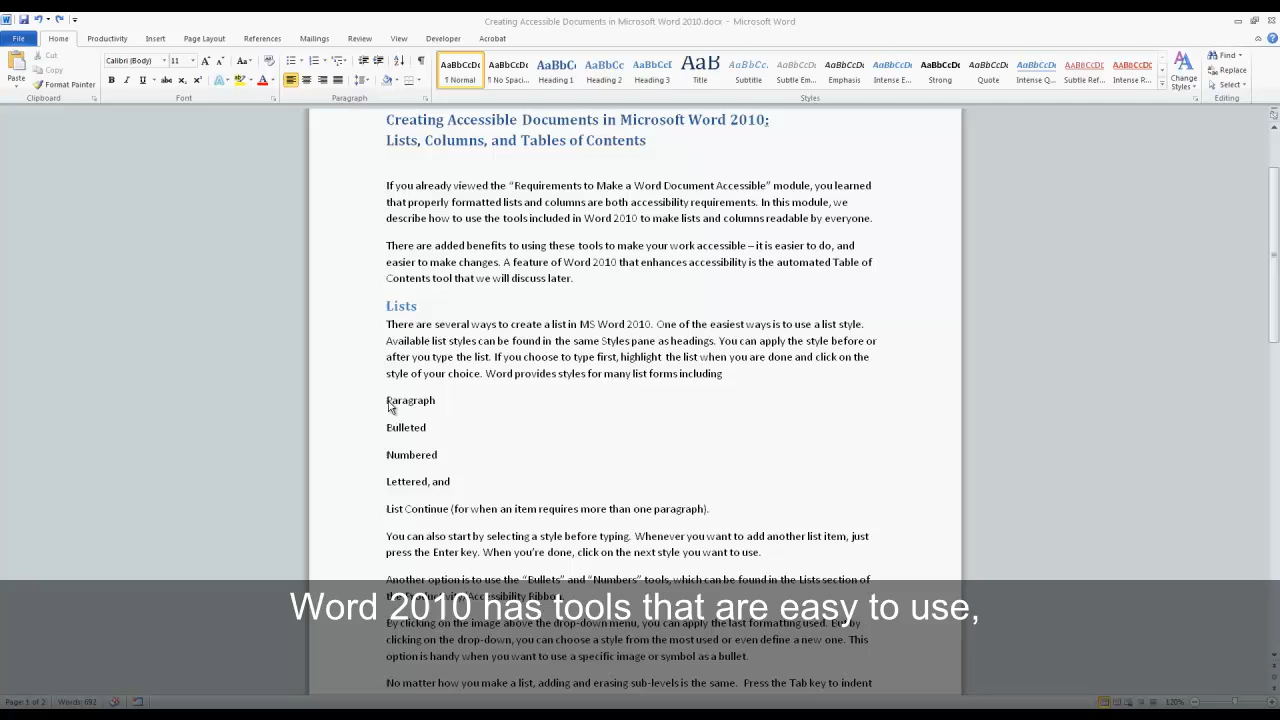 Creating Accessible Documents in Microsoft Word 2010.docx - Microsoft Word
File Home Productivity Insert Page Layout References Mailings Review View Developer Acrobat
Paste
Cut
Copy
Format Painter
Clipboard
Calibri (Body) 11
Font
Paragraph
AaBbCcDc AaBbCcDc AaBbC AaBbCc AaBbCcI AaB AaBbCc. AaBbCcDc AaBbCcDc AaBbCcDc AaBbCcDc AaBbCcDc AaBbCcDc AaBbCcDc AaBbCcDc
¶ Normal ¶ No Spaci... Heading 1 Heading 2 Heading 3 Title Subtitle Subtle Em... Emphasis Intense E... Strong Quote Intense Q... Subtle Ref... Intense R...
Styles
Change Styles
Find
Replace
Select
Editing
Creating Accessible Documents in Microsoft Word 2010;
Lists, Columns, and Tables of Contents
If you already viewed the “Requirements to Make a Word Document Accessible” module, you learned
that properly formatted lists and columns are both accessibility requirements. In this module, we
describe how to use the tools included in Word 2010 to make lists and columns readable by everyone.
There are added benefits to using these tools to make your work accessible – it is easier to do, and
easier to make changes. A feature of Word 2010 that enhances accessibility is the automated Table of
Contents tool that we will discuss later.
Lists
There are several ways to create a list in MS Word 2010. One of the easiest ways is to use a list style.
Available list styles can be found in the same Styles pane as headings. You can apply the style before or
after you type the list. If you choose to type first, highlight the list when you are done and click on the
style of your choice. Word provides styles for many list forms including
Paragraph
Bulleted
Numbered
Lettered, and
List Continue (for when an item requires more than one paragraph).
You can also start by selecting a style before typing. Whenever you want to add another list item, just
press the Enter key. When you’re done, click on the next style you want to use.
Another option is to use the “Bullets” and “Numbers” tools, which can be found in the Lists section of
Word 2010 has tools that are easy to use,
By clicking on the image above the drop-down menu, you can apply the last formatting used. But by
clicking on the drop-down, you can choose a style from the most used or even define a new one. This
option is handy when you want to use a specific image or symbol as a bullet.
No matter how you make a list, adding and erasing sub-levels is the same. Press the Tab key to indent
Page: 1 of 2 Words: 692 120%